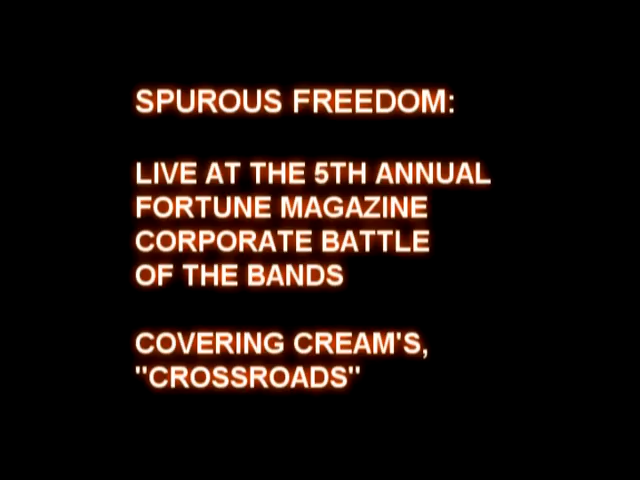 SPUROUS FREEDOM:
LIVE AT THE 5TH ANNUAL
FORTUNE MAGAZINE
CORPORATE BATTLE
OF THE BANDS
COVERING CREAM'S,
"CROSSROADS"